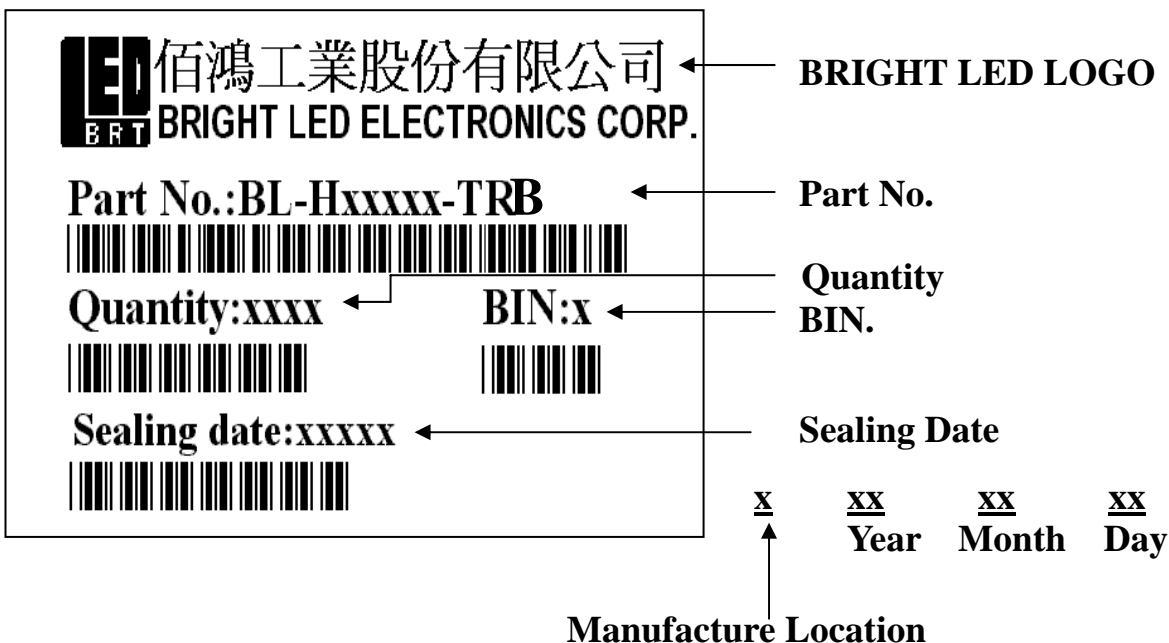 LED 佰鴻工業股份有限公司 BRIGHT LED LOGO
BRT BRIGHT LED ELECTRONICS CORP.
Part No.:BL-Hxxxxx-TRB Part No.
Quantity
Quantity:xxxx BIN:x BIN.
Sealing date:xxxxx Sealing Date
x xx xx xx
Year Month Day
Manufacture Location